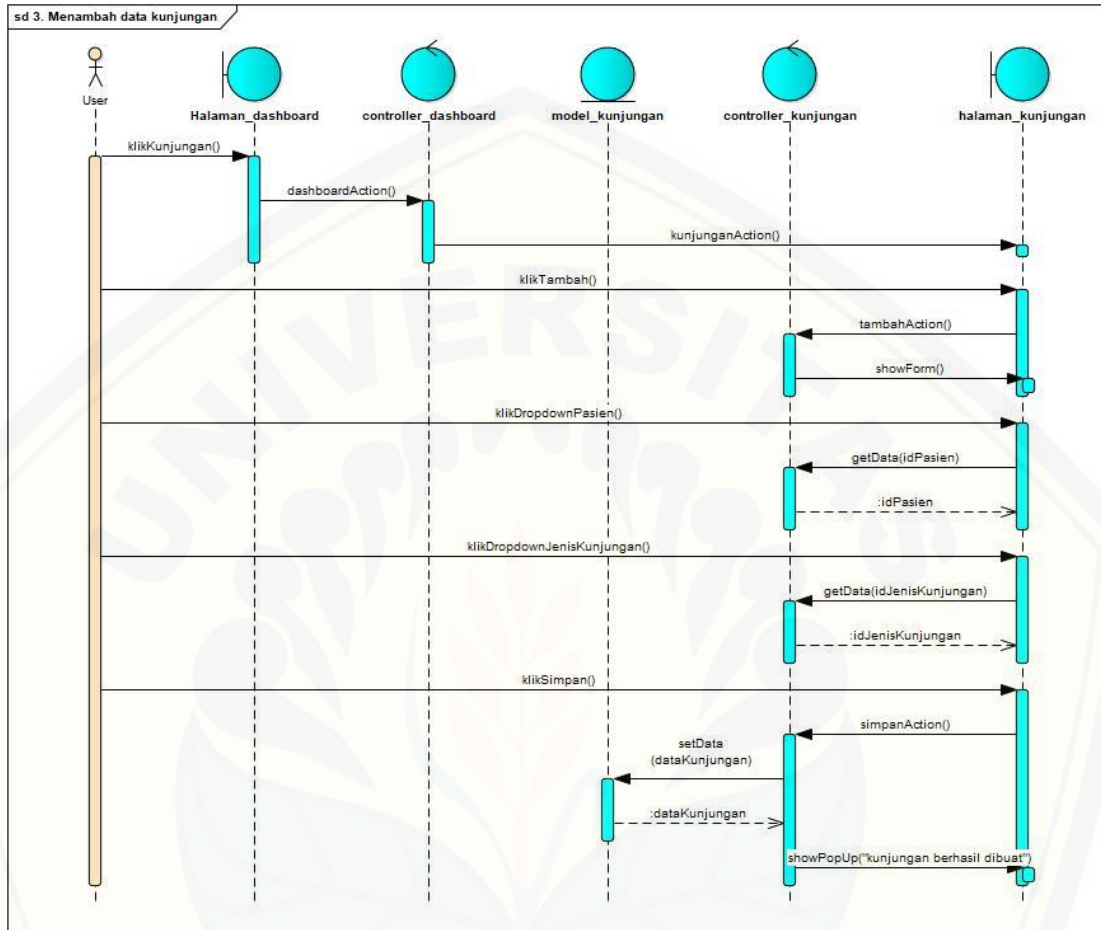 sd 3. Menambah data kunjungan
User
Halaman_dashboard
controller_dashboard
model_kunjungan
controller_kunjungan
halaman_kunjungan
klikKunjungan()
dashboardAction()
kunjunganAction()
klikTambah()
tambahAction()
showForm()
klikDropdownPasien()
getData(idPasien)
:idPasien
klikDropdownJenisKunjungan()
getData(idJenisKunjungan)
:idJenisKunjungan
klikSimpan()
simpanAction()
setData
(dataKunjungan)
:dataKunjungan
showPopUp("kunjungan berhasil dibuat")
UNIVERSITAS